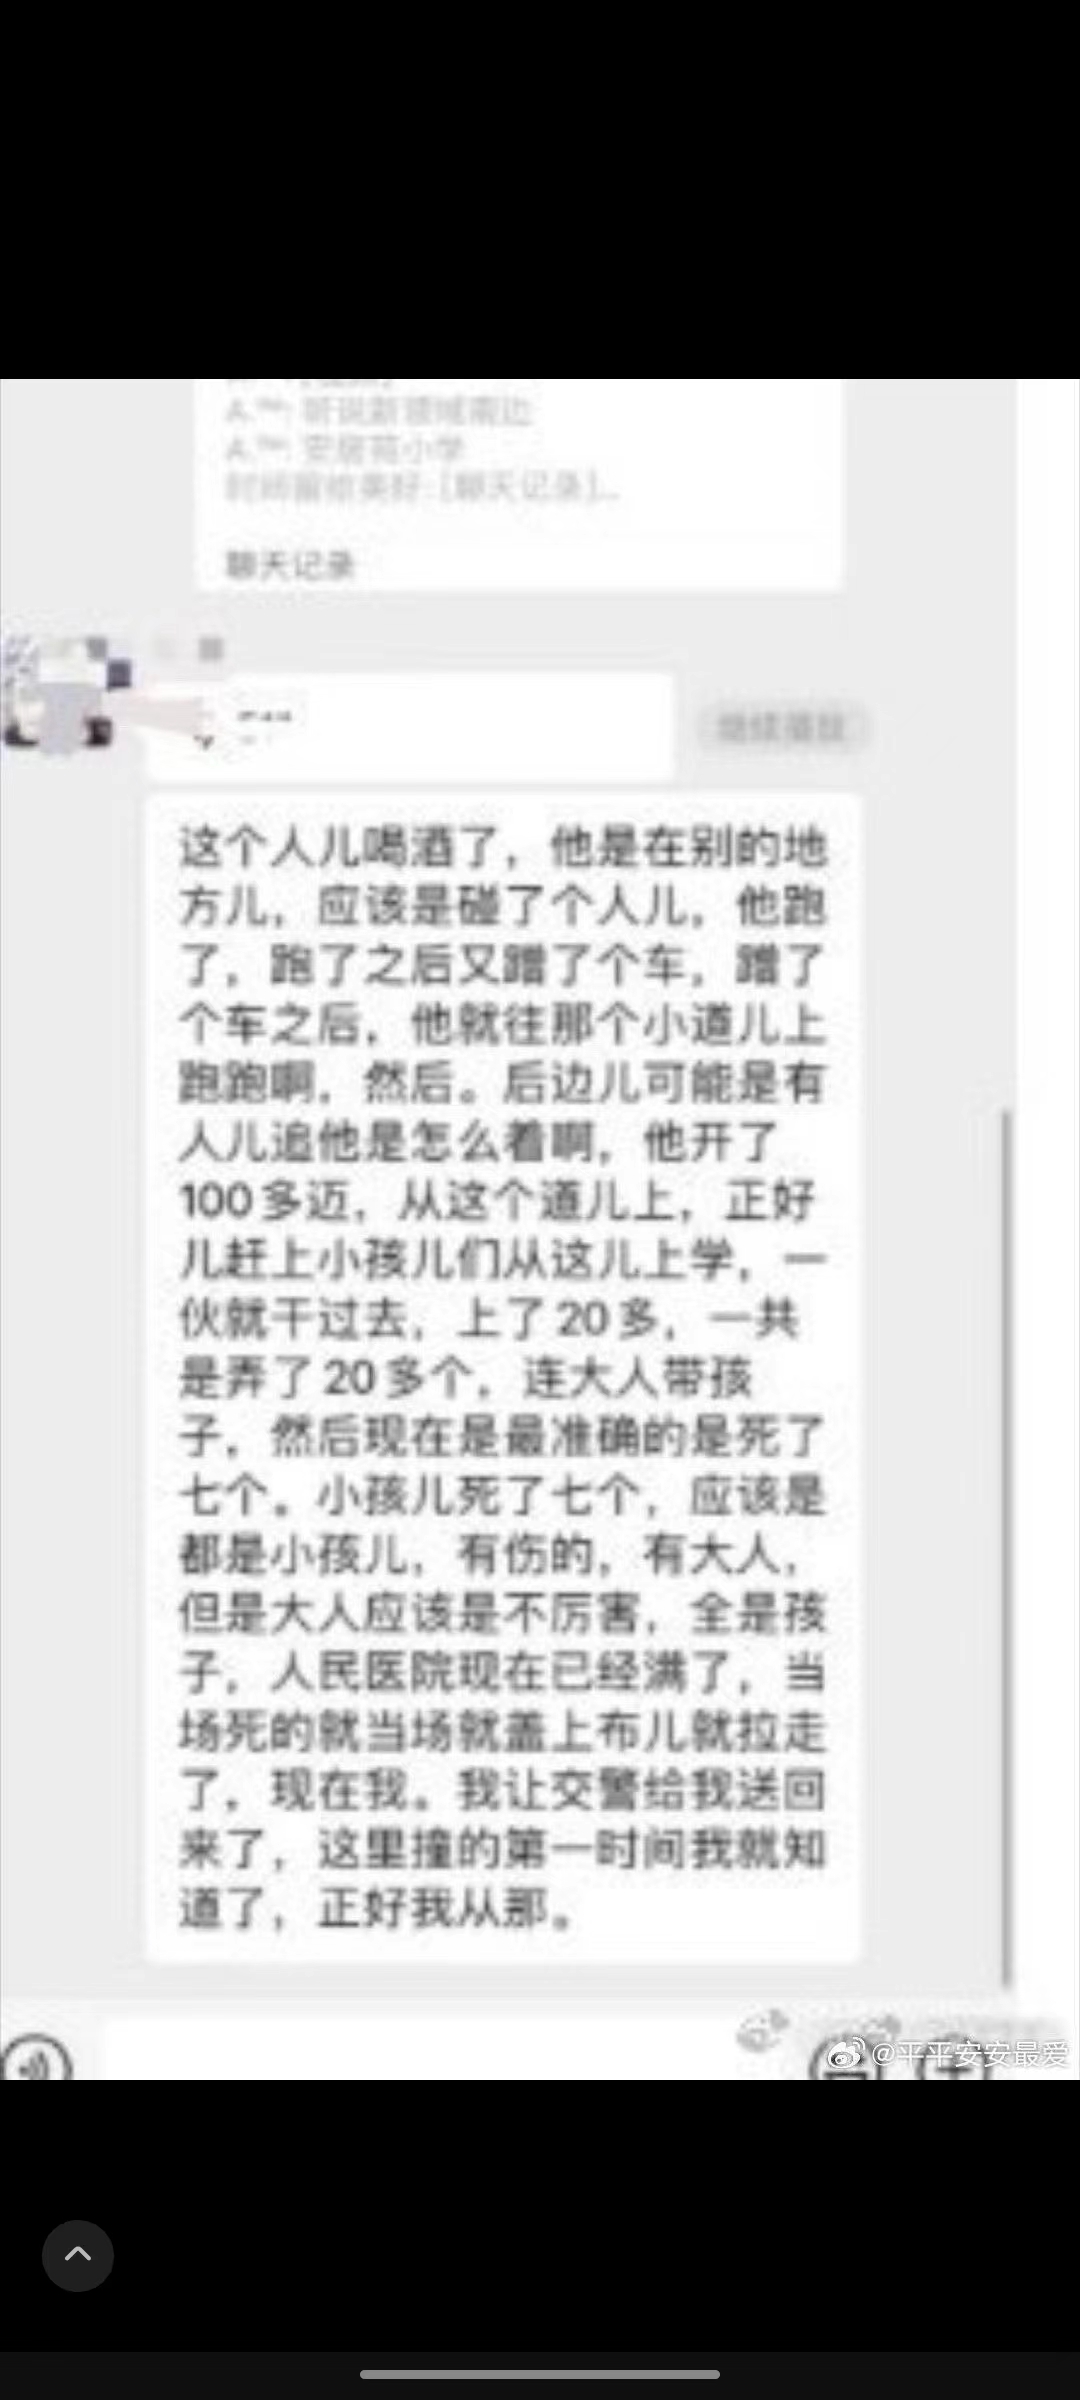 A.™: 听说新领域南边
A.™: 安居苑小学
时间留给美好: [聊天记录]...
聊天记录
继续播放
这个人儿喝酒了，他是在别的地
方儿，应该是碰了个人儿，他跑
了，跑了之后又蹭了个车，蹭了
个车之后，他就往那个小道儿上
跑跑啊，然后。后边儿可能是有
人儿追他是怎么着啊，他开了
100多迈，从这个道儿上，正好
儿赶上小孩儿们从这儿上学，一
伙就干过去，上了20多，一共
是弄了20多个，连大人带孩
子，然后现在是最准确的是死了
七个。小孩儿死了七个，应该是
都是小孩儿，有伤的，有大人，
但是大人应该是不厉害，全是孩
子，人民医院现在已经满了，当
场死的就当场就盖上布儿就拉走
了，现在我。我让交警给我送回
来了，这里撞的第一时间我就知
道了，正好我从那。
@平平安安最爱